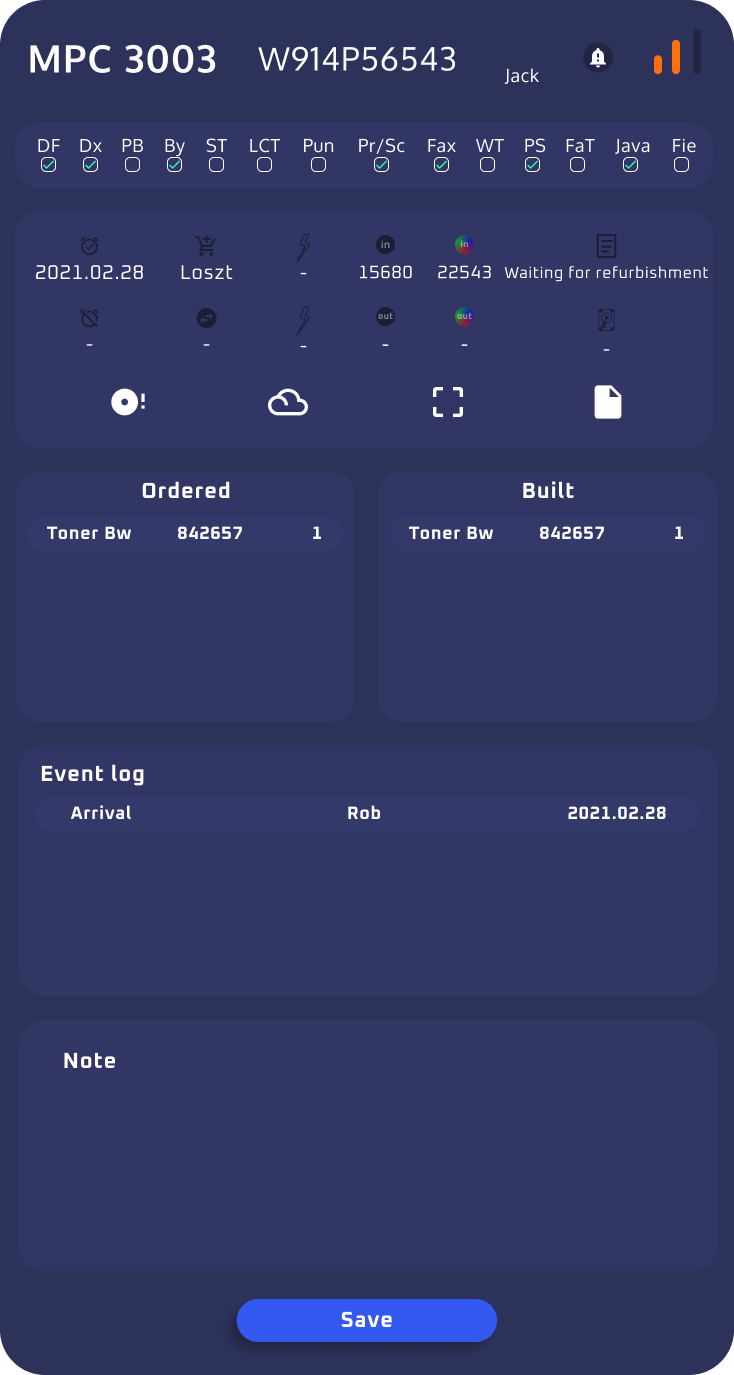 MPC 3003 W914P56543 Jack
DF Dx PB By ST LCT Pun Pr/Sc Fax WT PS FaT Java Fie
in in
2021.02.28 Loszt - 15680 22543 Waiting for refurbishment
out out
- - - - - -
Ordered
Toner Bw 842657 1
Built
Toner Bw 842657 1
Event log
Arrival Rob 2021.02.28
Note
Save